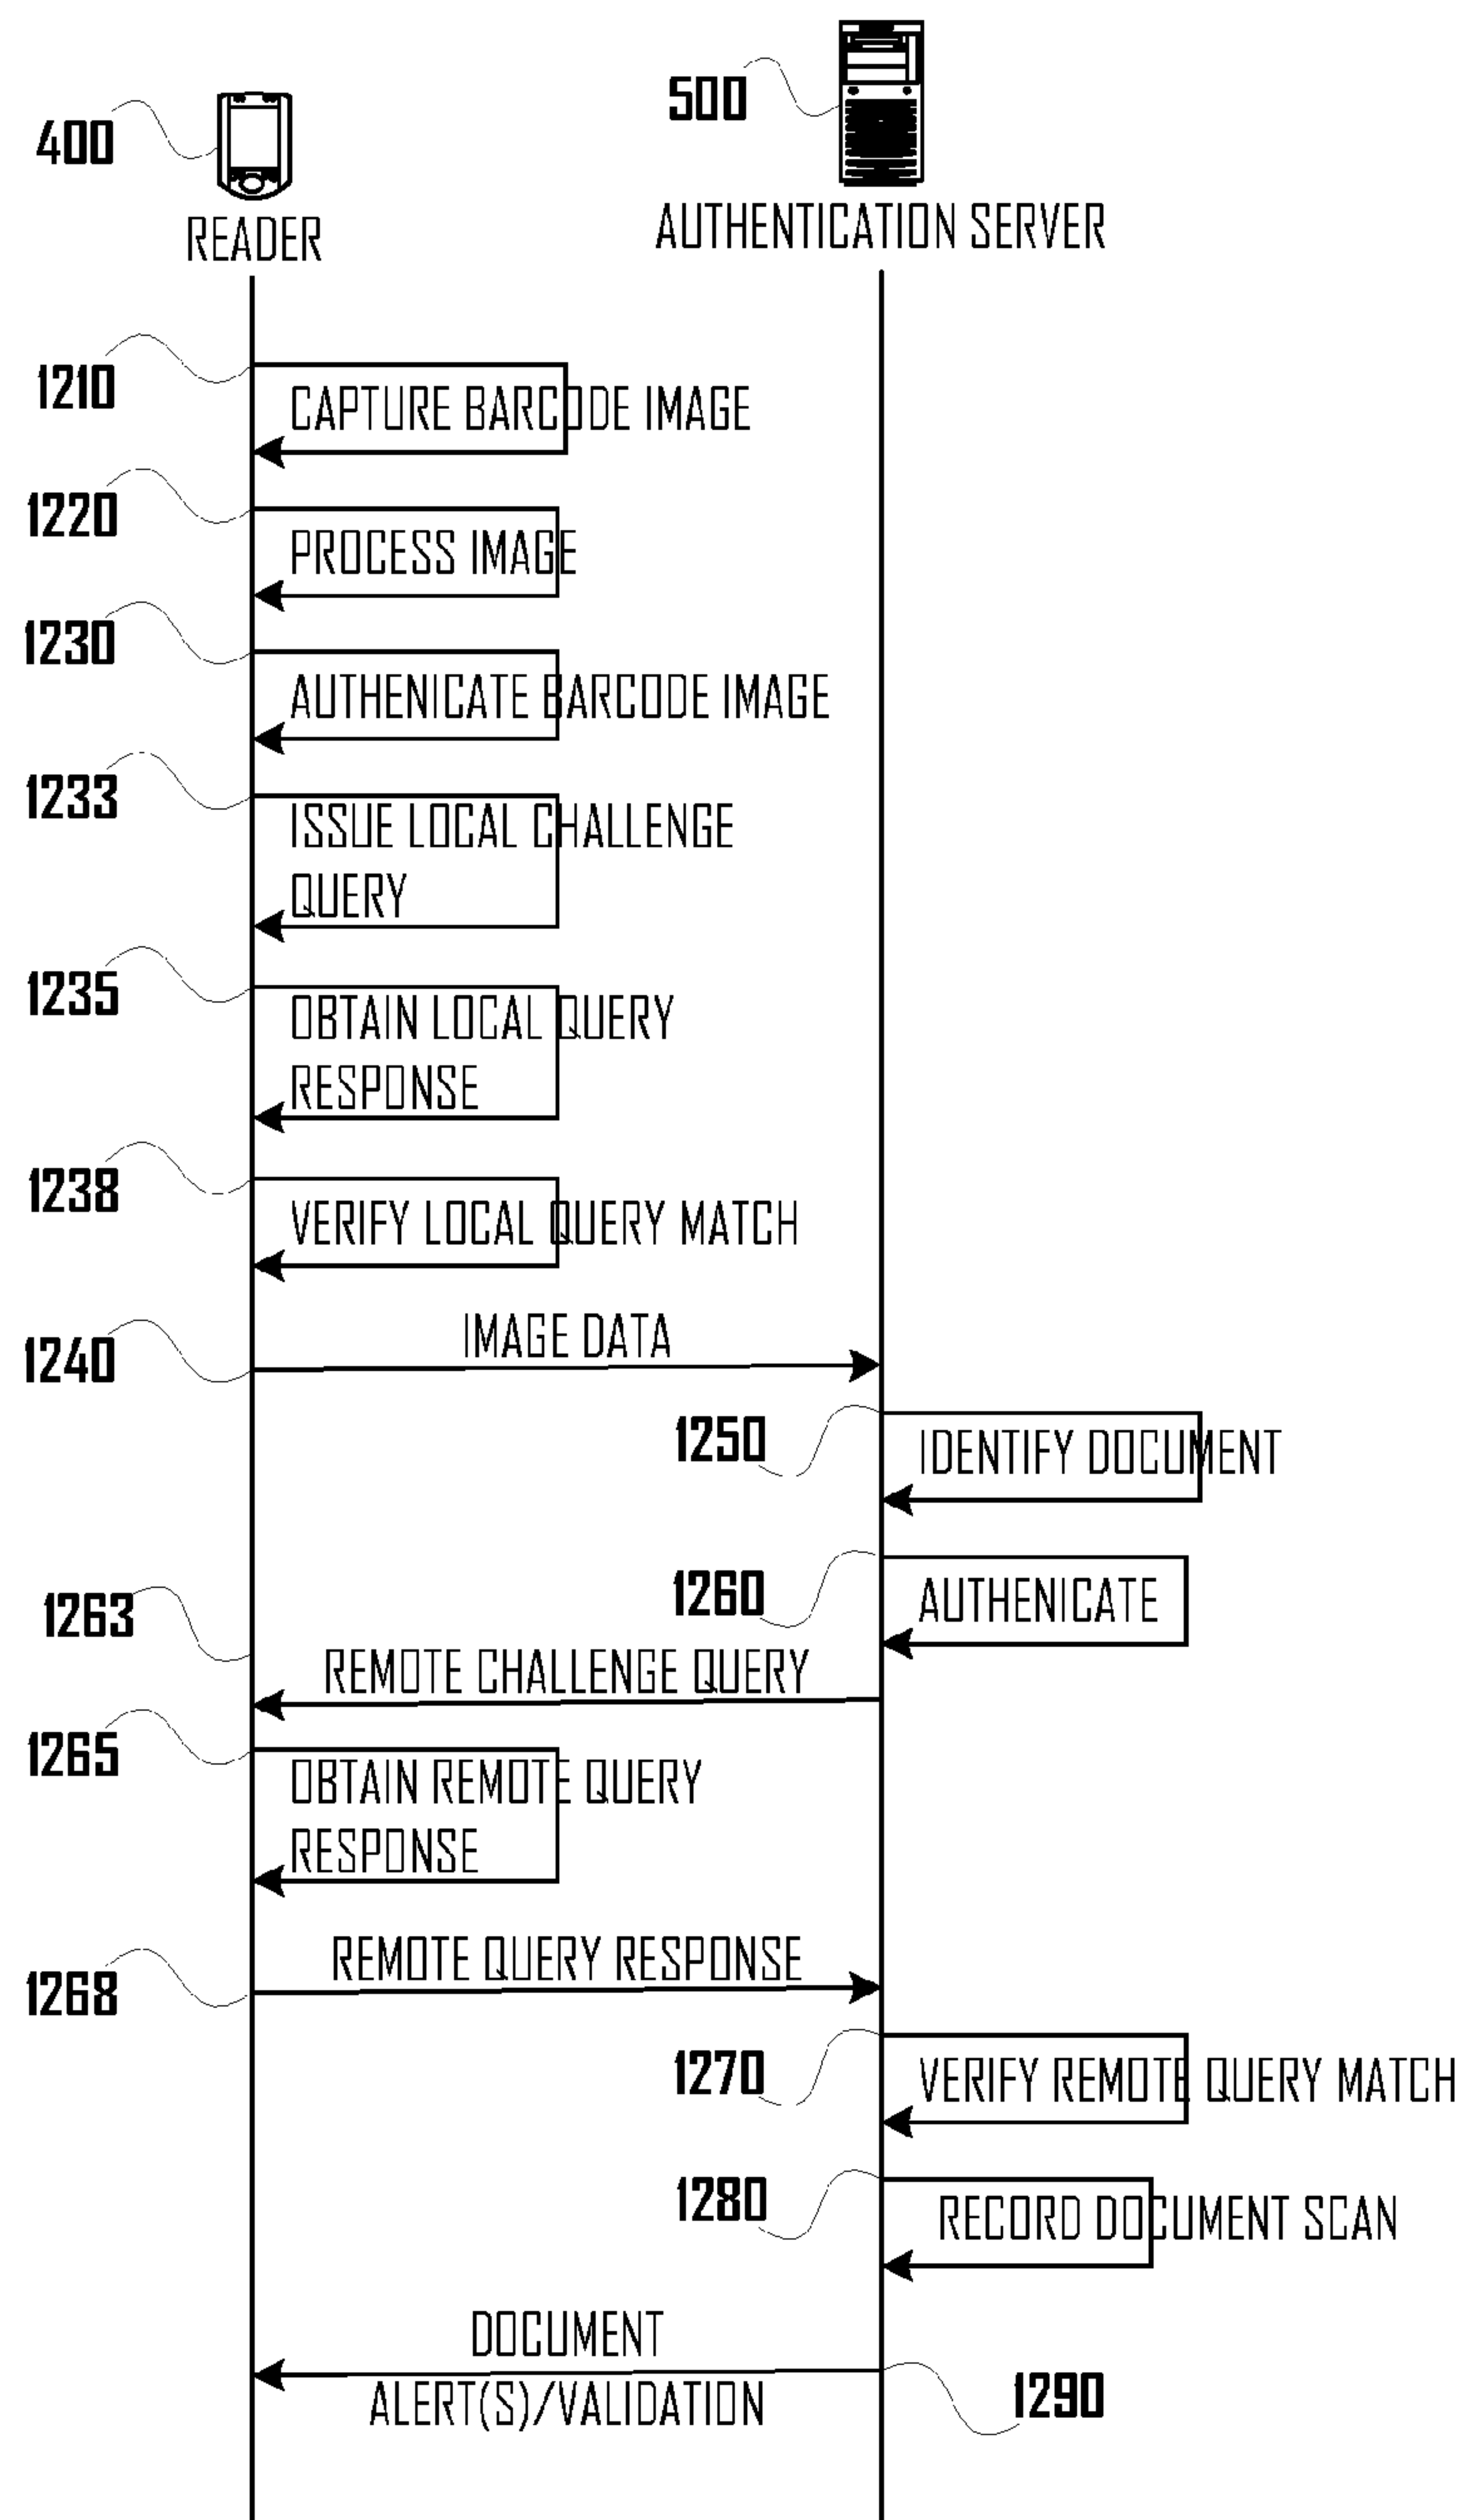 500
400
READER
AUTHENTICATION SERVER
1210
CAPTURE BARCODE IMAGE
1220
PROCESS IMAGE
1230
AUTHENICATE BARCODE IMAGE
1233
ISSUE LOCAL CHALLENGE
QUERY
1235
OBTAIN LOCAL QUERY
RESPONSE
1238
VERIFY LOCAL QUERY MATCH
1240
IMAGE DATA
1250
IDENTIFY DOCUMENT
1260
AUTHENICATE
1263
REMOTE CHALLENGE QUERY
1265
OBTAIN REMOTE QUERY
RESPONSE
1268
REMOTE QUERY RESPONSE
1270
VERIFY REMOTE QUERY MATCH
1280
RECORD DOCUMENT SCAN
DOCUMENT
ALERT(S)/VALIDATION
1290